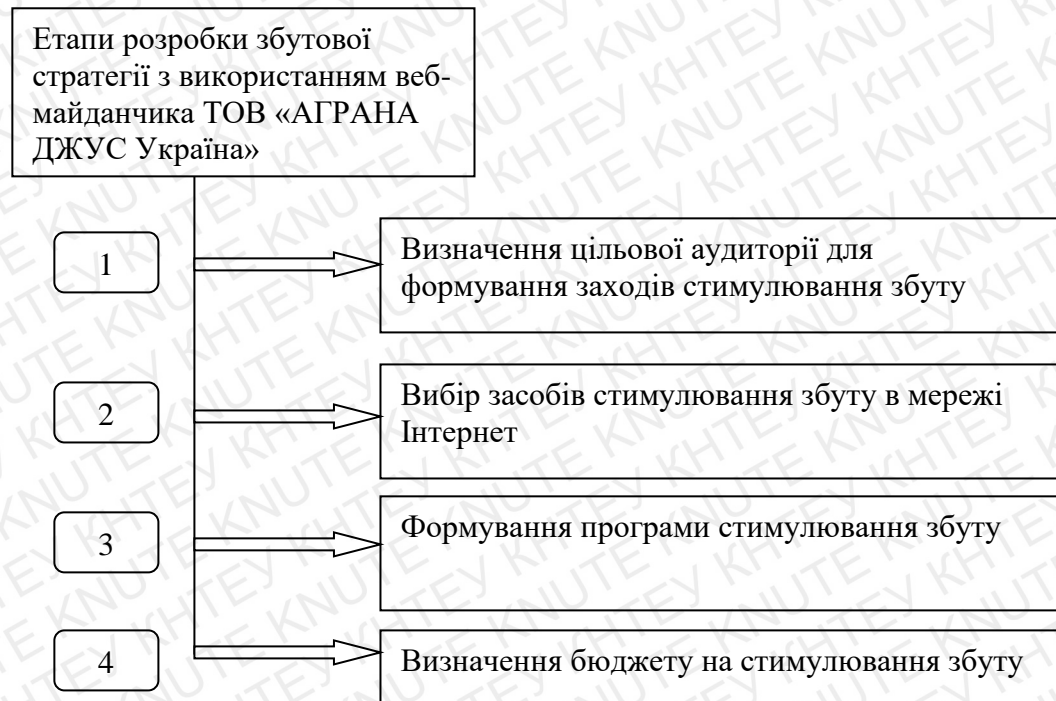 Етапи розробки збутової
стратегії з використанням веб-
майданчика ТОВ «АГРАНА
ДЖУС Україна»
1
Визначення цільової аудиторії для
формування заходів стимулювання збуту
2
Вибір засобів стимулювання збуту в мережі
Інтернет
3
Формування програми стимулювання збуту
4
Визначення бюджету на стимулювання збуту